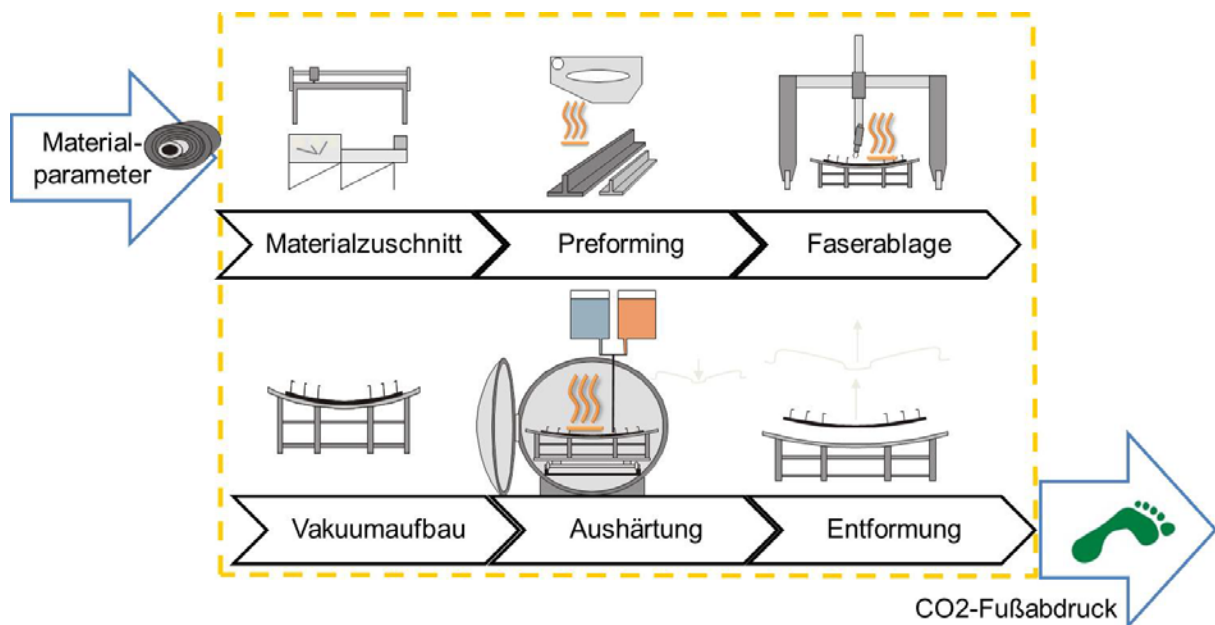 Material-
parameter
Materialzuschnitt
Preforming
Faserablage
Vakuumaufbau
Aushärtung
Entformung
CO2-Fußabdruck